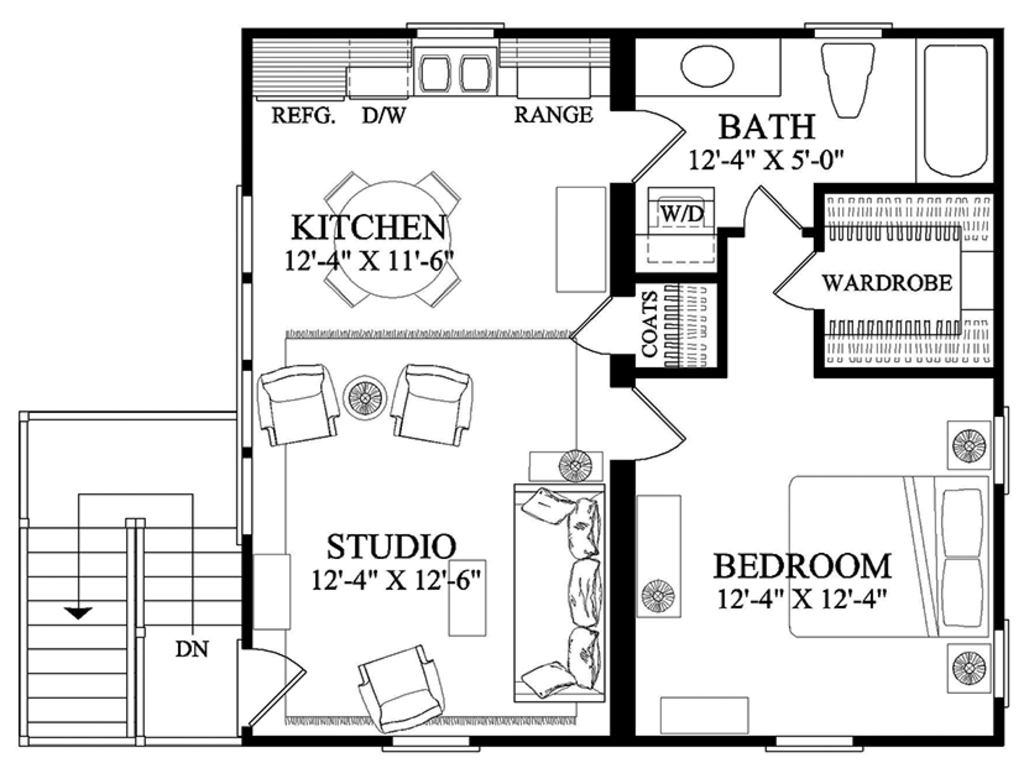 REFG.
D/W
RANGE
BATH
12'-4" X 5'-0"
KITCHEN
12'-4" X 11'-6"
W/D
WARDROBE
COATS
STUDIO
12'-4" X 12'-6"
BEDROOM
12'-4" X 12'-4"
DN